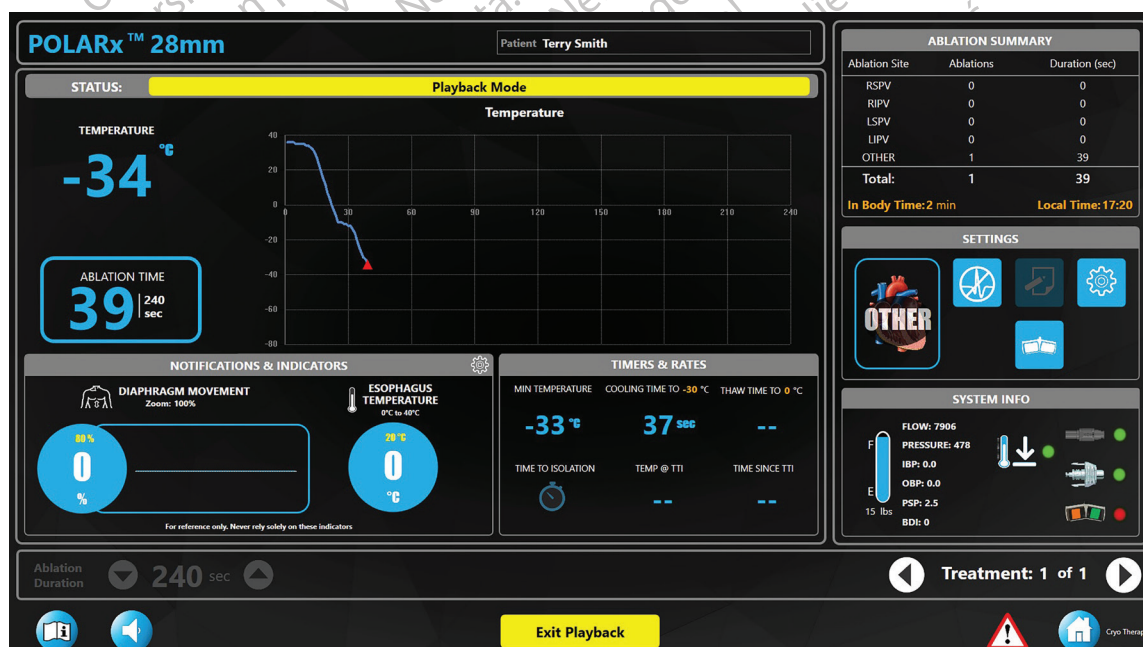 POLARx™ 28mm
Patient Terry Smith
STATUS:
Playback Mode
TEMPERATURE
-34 °C
ABLATION TIME
39 | 240 sec
Temperature
40
20
0
-20
-40
-60
-80
0 30 60 90 120 150 180 210 240
NOTIFICATIONS & INDICATORS
DIAPHRAGM MOVEMENT
Zoom: 100%
80 %
0
%
ESOPHAGUS
TEMPERATURE
0°C to 40°C
20 °C
0
°C
For reference only. Never rely solely on these indicators
TIMERS & RATES
MIN TEMPERATURE COOLING TIME TO -30 °C THAW TIME TO 0 °C
-33 °C 37 sec --
TIME TO ISOLATION TEMP @ TTI TIME SINCE TTI
-- --
ABLATION SUMMARY
Ablation Site Ablations Duration (sec)
RSPV 0 0
RIPV 0 0
LSPV 0 0
LIPV 0 0
OTHER 1 39
Total: 1 39
In Body Time: 2 min Local Time: 17:20
SETTINGS
OTHER
SYSTEM INFO
F
E
15 lbs
FLOW: 7906
PRESSURE: 478
IBP: 0.0
OBP: 0.0
PSP: 2.5
BDI: 0
Ablation
Duration
240 sec
Treatment: 1 of 1
Exit Playback